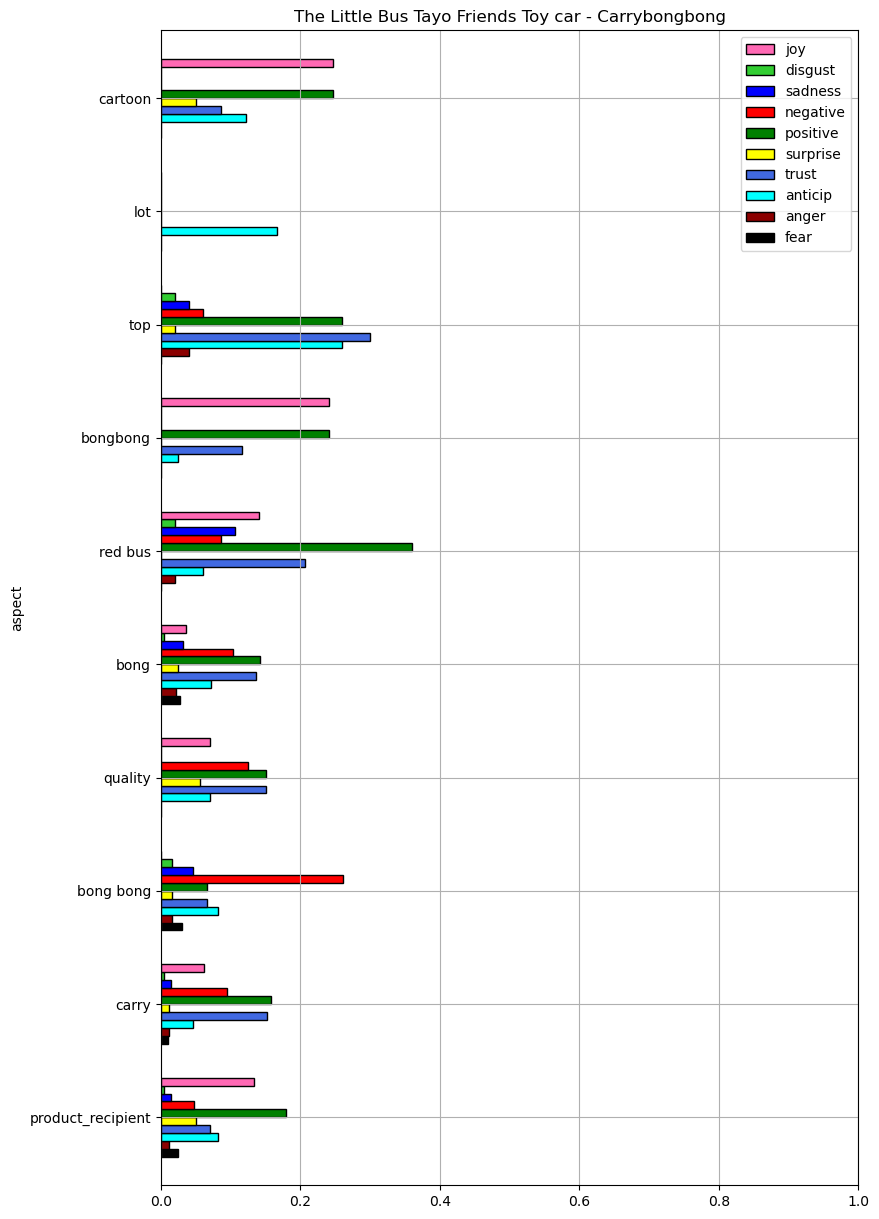 The Little Bus Tayo Friends Toy car - Carrybongbong
joy
disgust
sadness
negative
positive
surprise
trust
anticip
anger
fear
cartoon
lot
top
bongbong
red bus
bong
quality
bong bong
carry
product_recipient
aspect
0.0 0.2 0.4 0.6 0.8 1.0